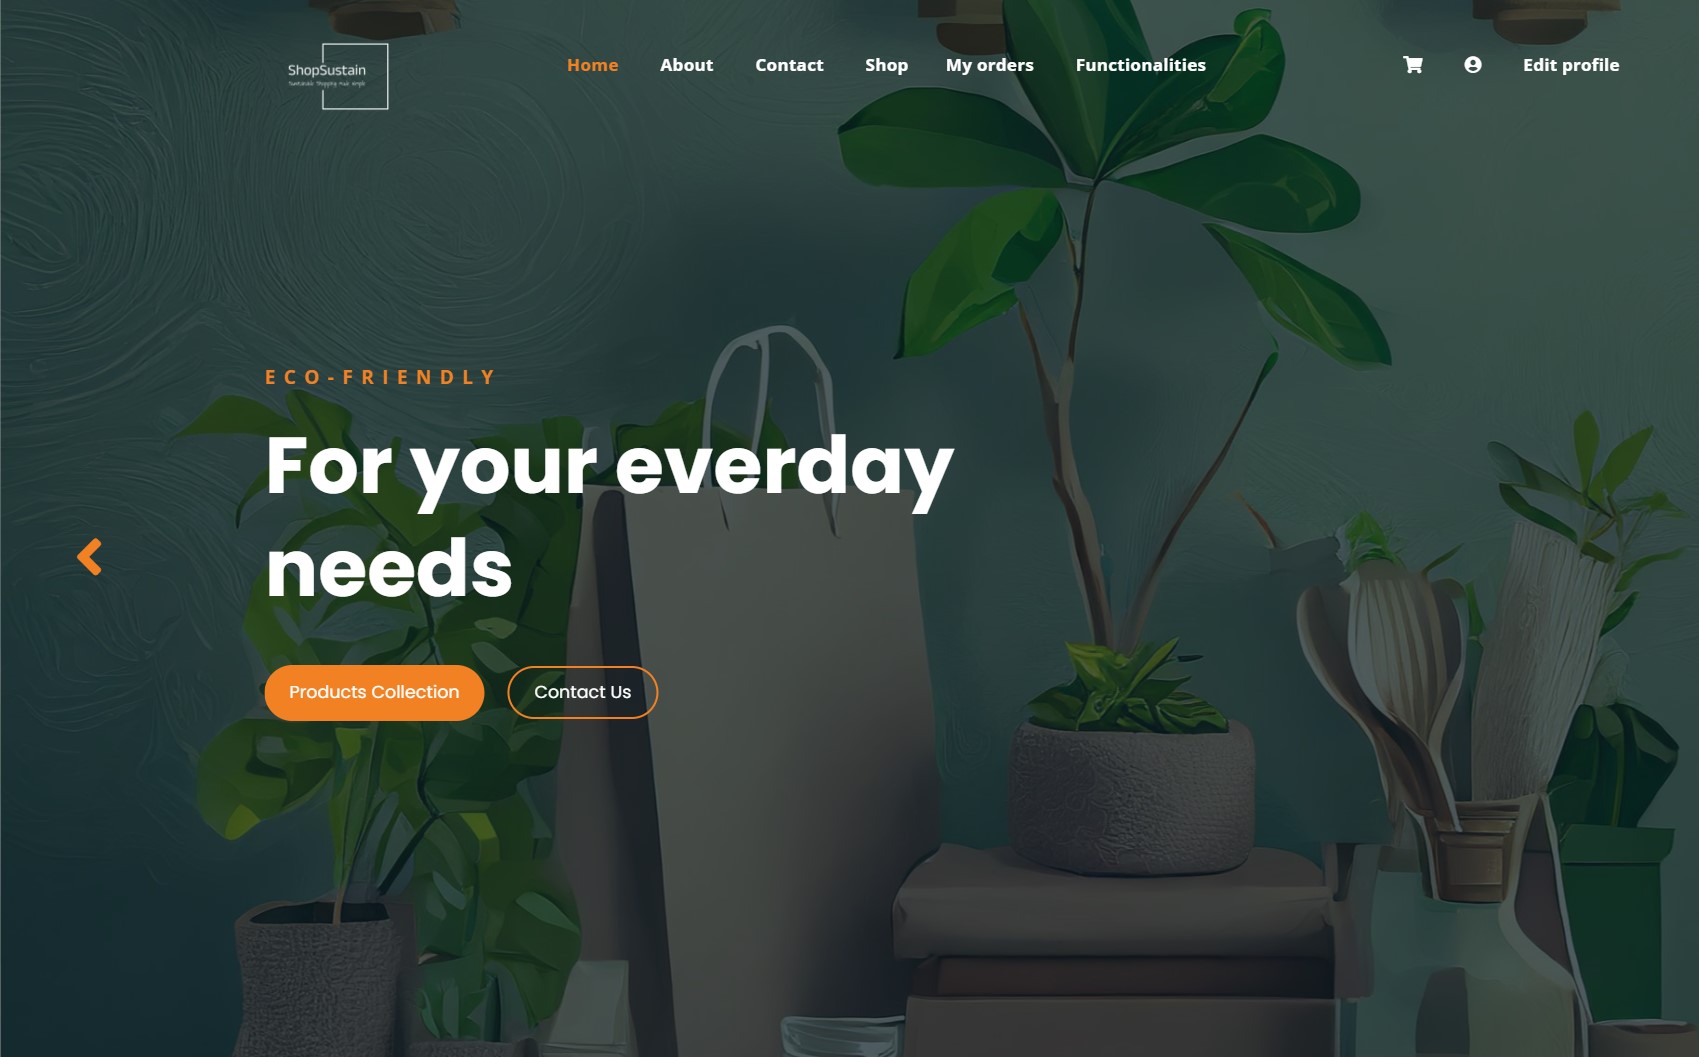 ShopSustain
Home About Contact Shop My orders Functionalities Edit profile
ECO-FRIENDLY
For your everday
needs
Products Collection Contact Us